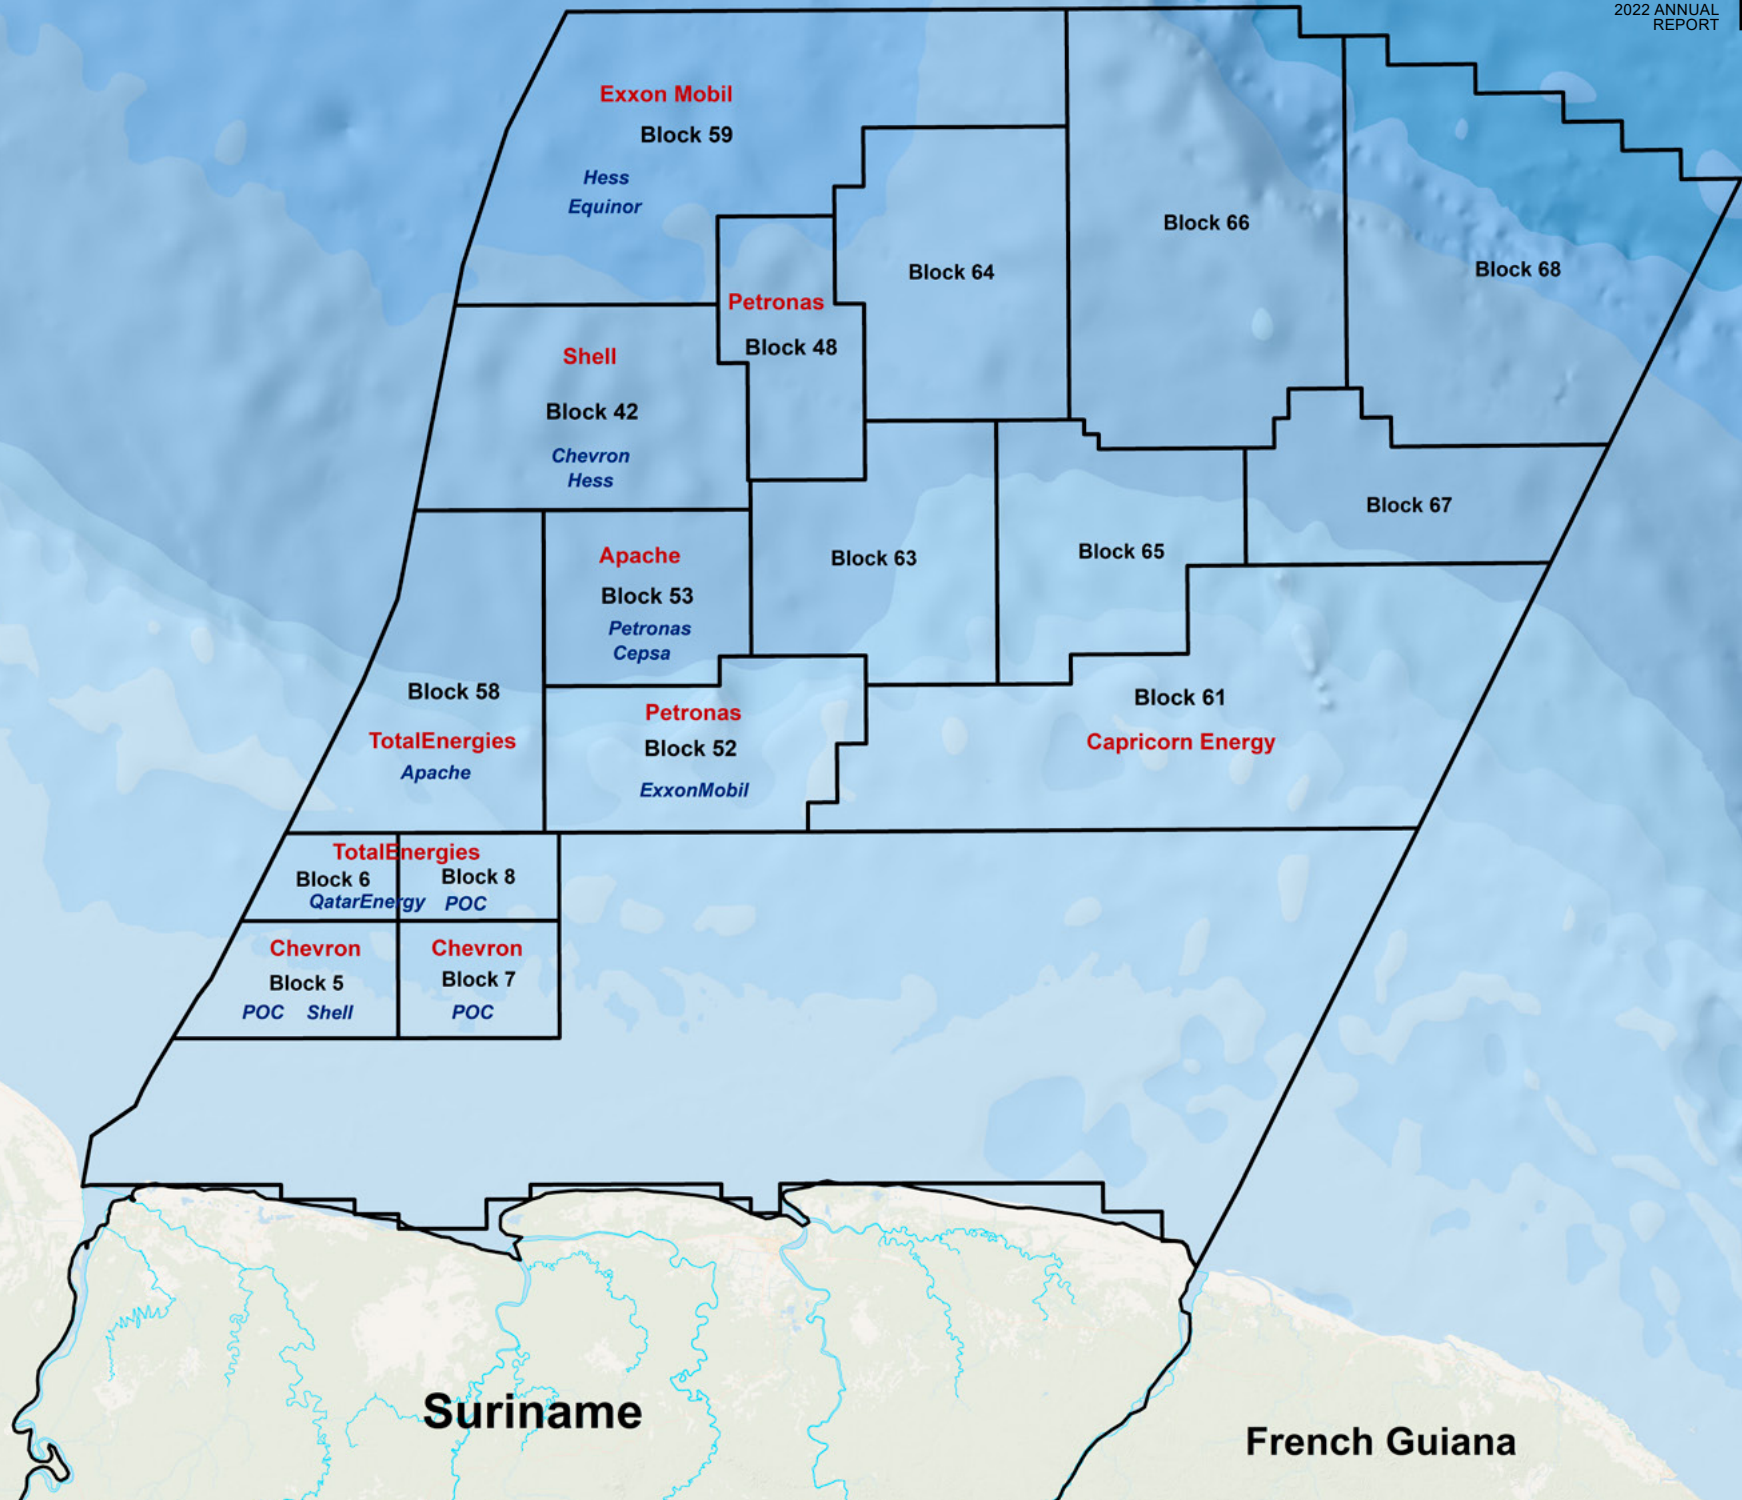 2022 ANNUAL
REPORT
Exxon Mobil
Block 59
Hess
Equinor
Block 66
Block 64
Block 68
Petronas
Block 48
Shell
Block 42
Chevron
Hess
Block 67
Apache
Block 53
Petronas
Cepsa
Block 63
Block 65
Block 58
TotalEnergies
Apache
Petronas
Block 52
ExxonMobil
Block 61
Capricorn Energy
TotalEnergies
Block 6
Block 8
QatarEnergy
POC
Chevron
Block 5
POC Shell
Chevron
Block 7
POC
Suriname
French Guiana